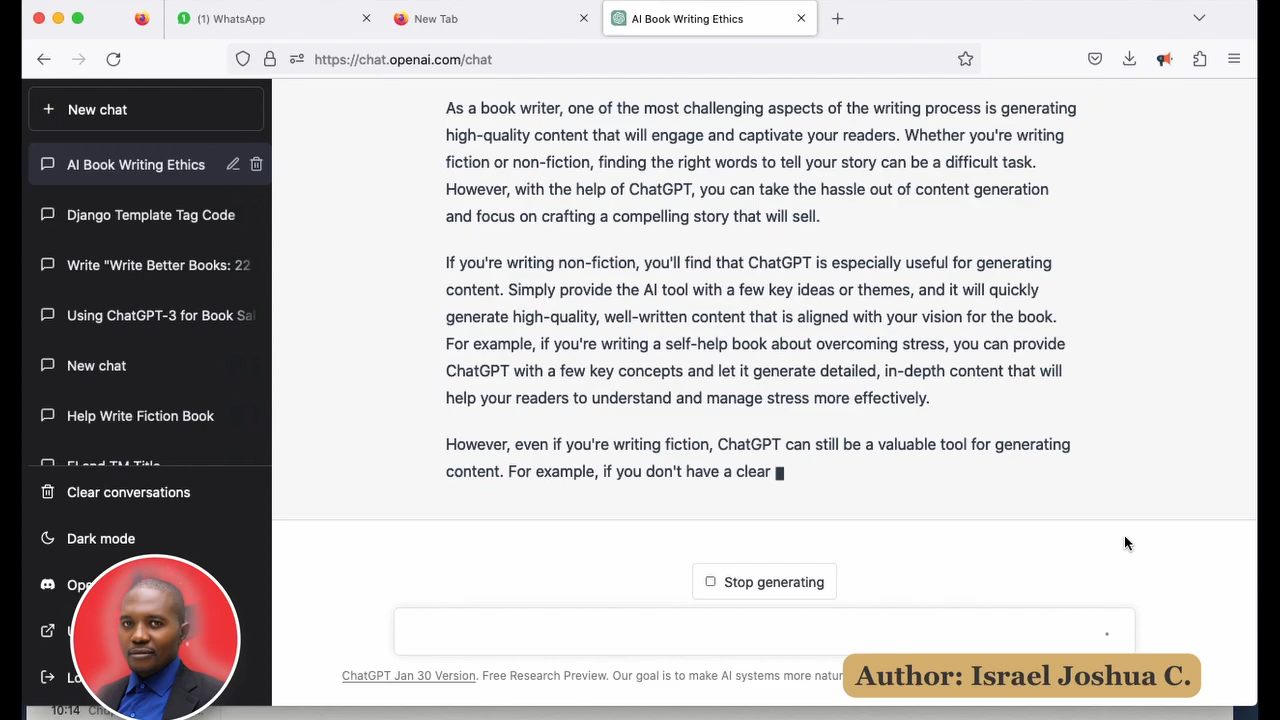 (1) WhatsApp
New Tab
AI Book Writing Ethics
https://chat.openai.com/chat
New chat
AI Book Writing Ethics
Django Template Tag Code
Write "Write Better Books: 22
Using ChatGPT-3 for Book Sal
New chat
Help Write Fiction Book
Clear conversations
Dark mode
As a book writer, one of the most challenging aspects of the writing process is generating
high-quality content that will engage and captivate your readers. Whether you're writing
fiction or non-fiction, finding the right words to tell your story can be a difficult task.
However, with the help of ChatGPT, you can take the hassle out of content generation
and focus on crafting a compelling story that will sell.
If you're writing non-fiction, you'll find that ChatGPT is especially useful for generating
content. Simply provide the AI tool with a few key ideas or themes, and it will quickly
generate high-quality, well-written content that is aligned with your vision for the book.
For example, if you're writing a self-help book about overcoming stress, you can provide
ChatGPT with a few key concepts and let it generate detailed, in-depth content that will
help your readers to understand and manage stress more effectively.
However, even if you're writing fiction, ChatGPT can still be a valuable tool for generating
content. For example, if you don't have a clear
Stop generating
ChatGPT Jan 30 Version. Free Research Preview. Our goal is to make AI systems more natur
Author: Israel Joshua C.
10:14